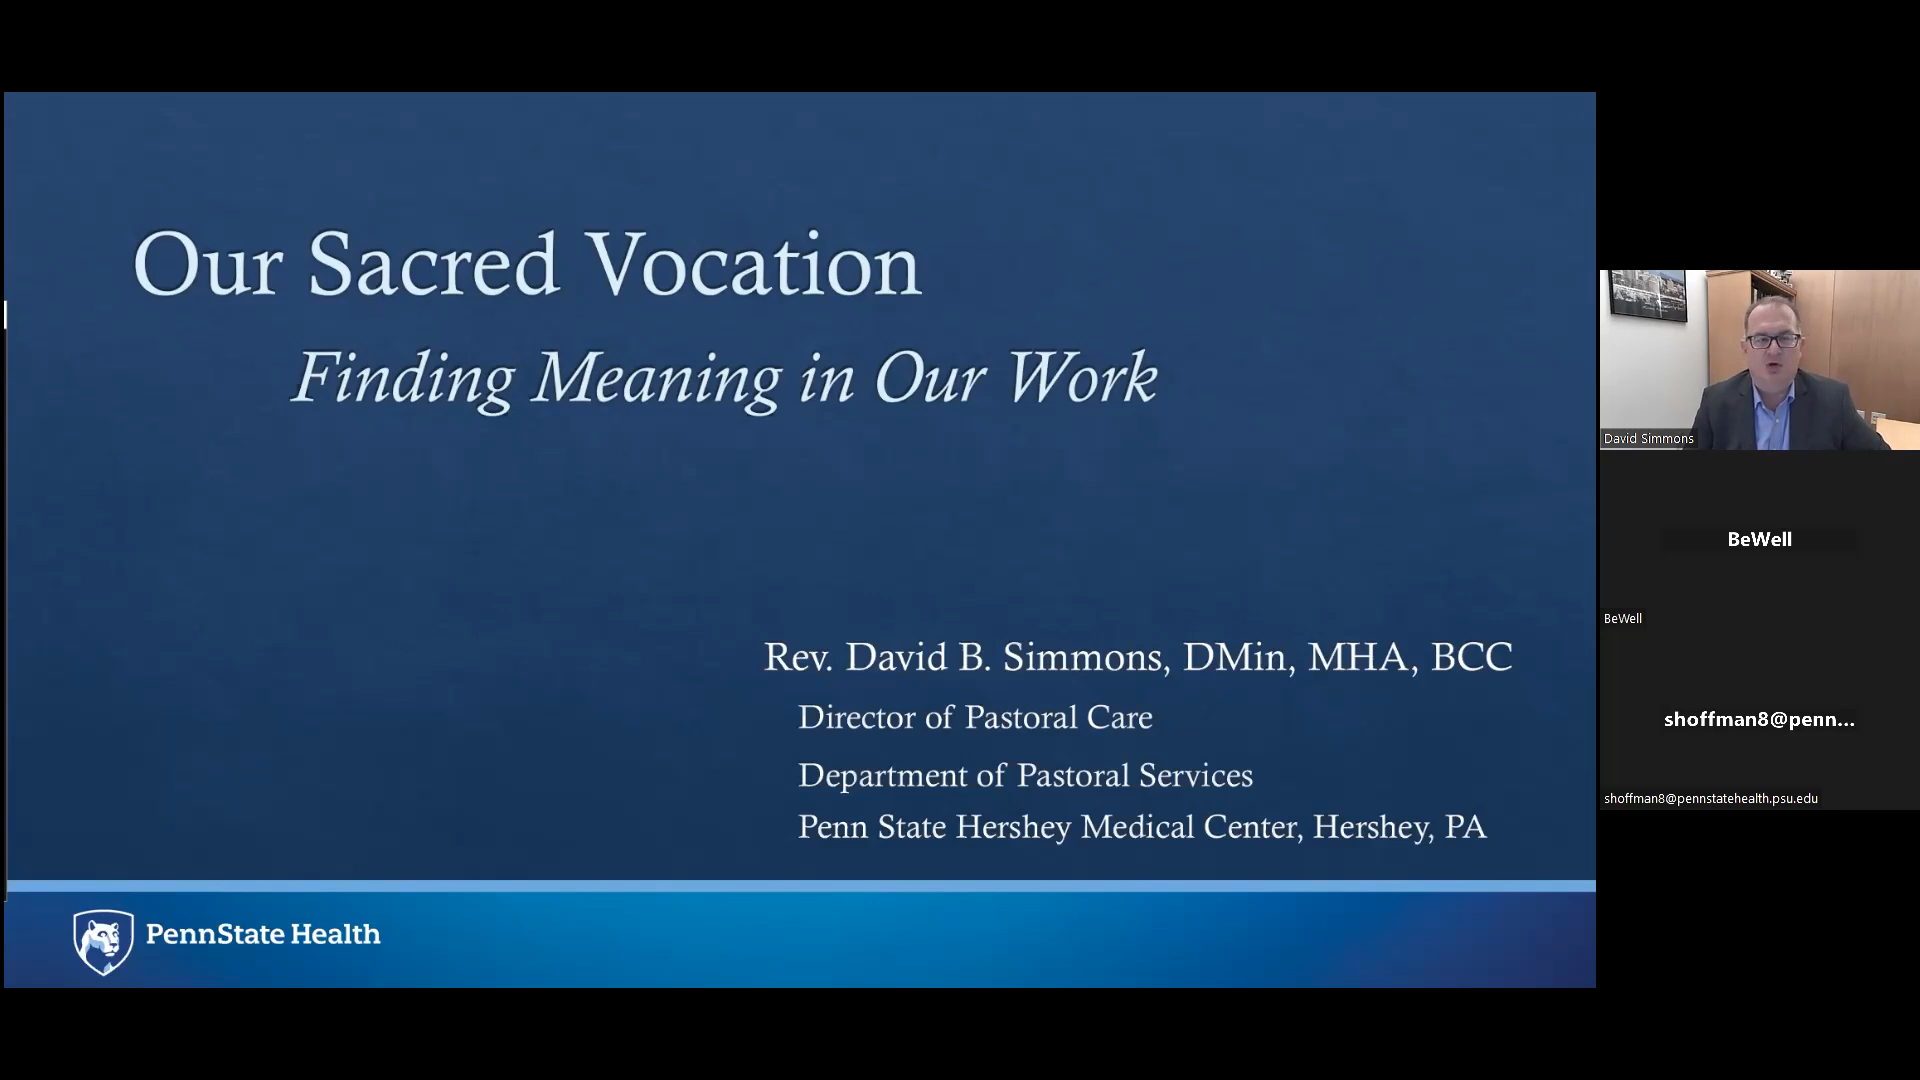 Our Sacred Vocation
Finding Meaning in Our Work
Rev. David B. Simmons, DMin, MHA, BCC
Director of Pastoral Care
Department of Pastoral Services
Penn State Hershey Medical Center, Hershey, PA
PennState Health
David Simmons
BeWell
BeWell
shoffman8@penn...
shoffman8@pennstatehealth.psu.edu